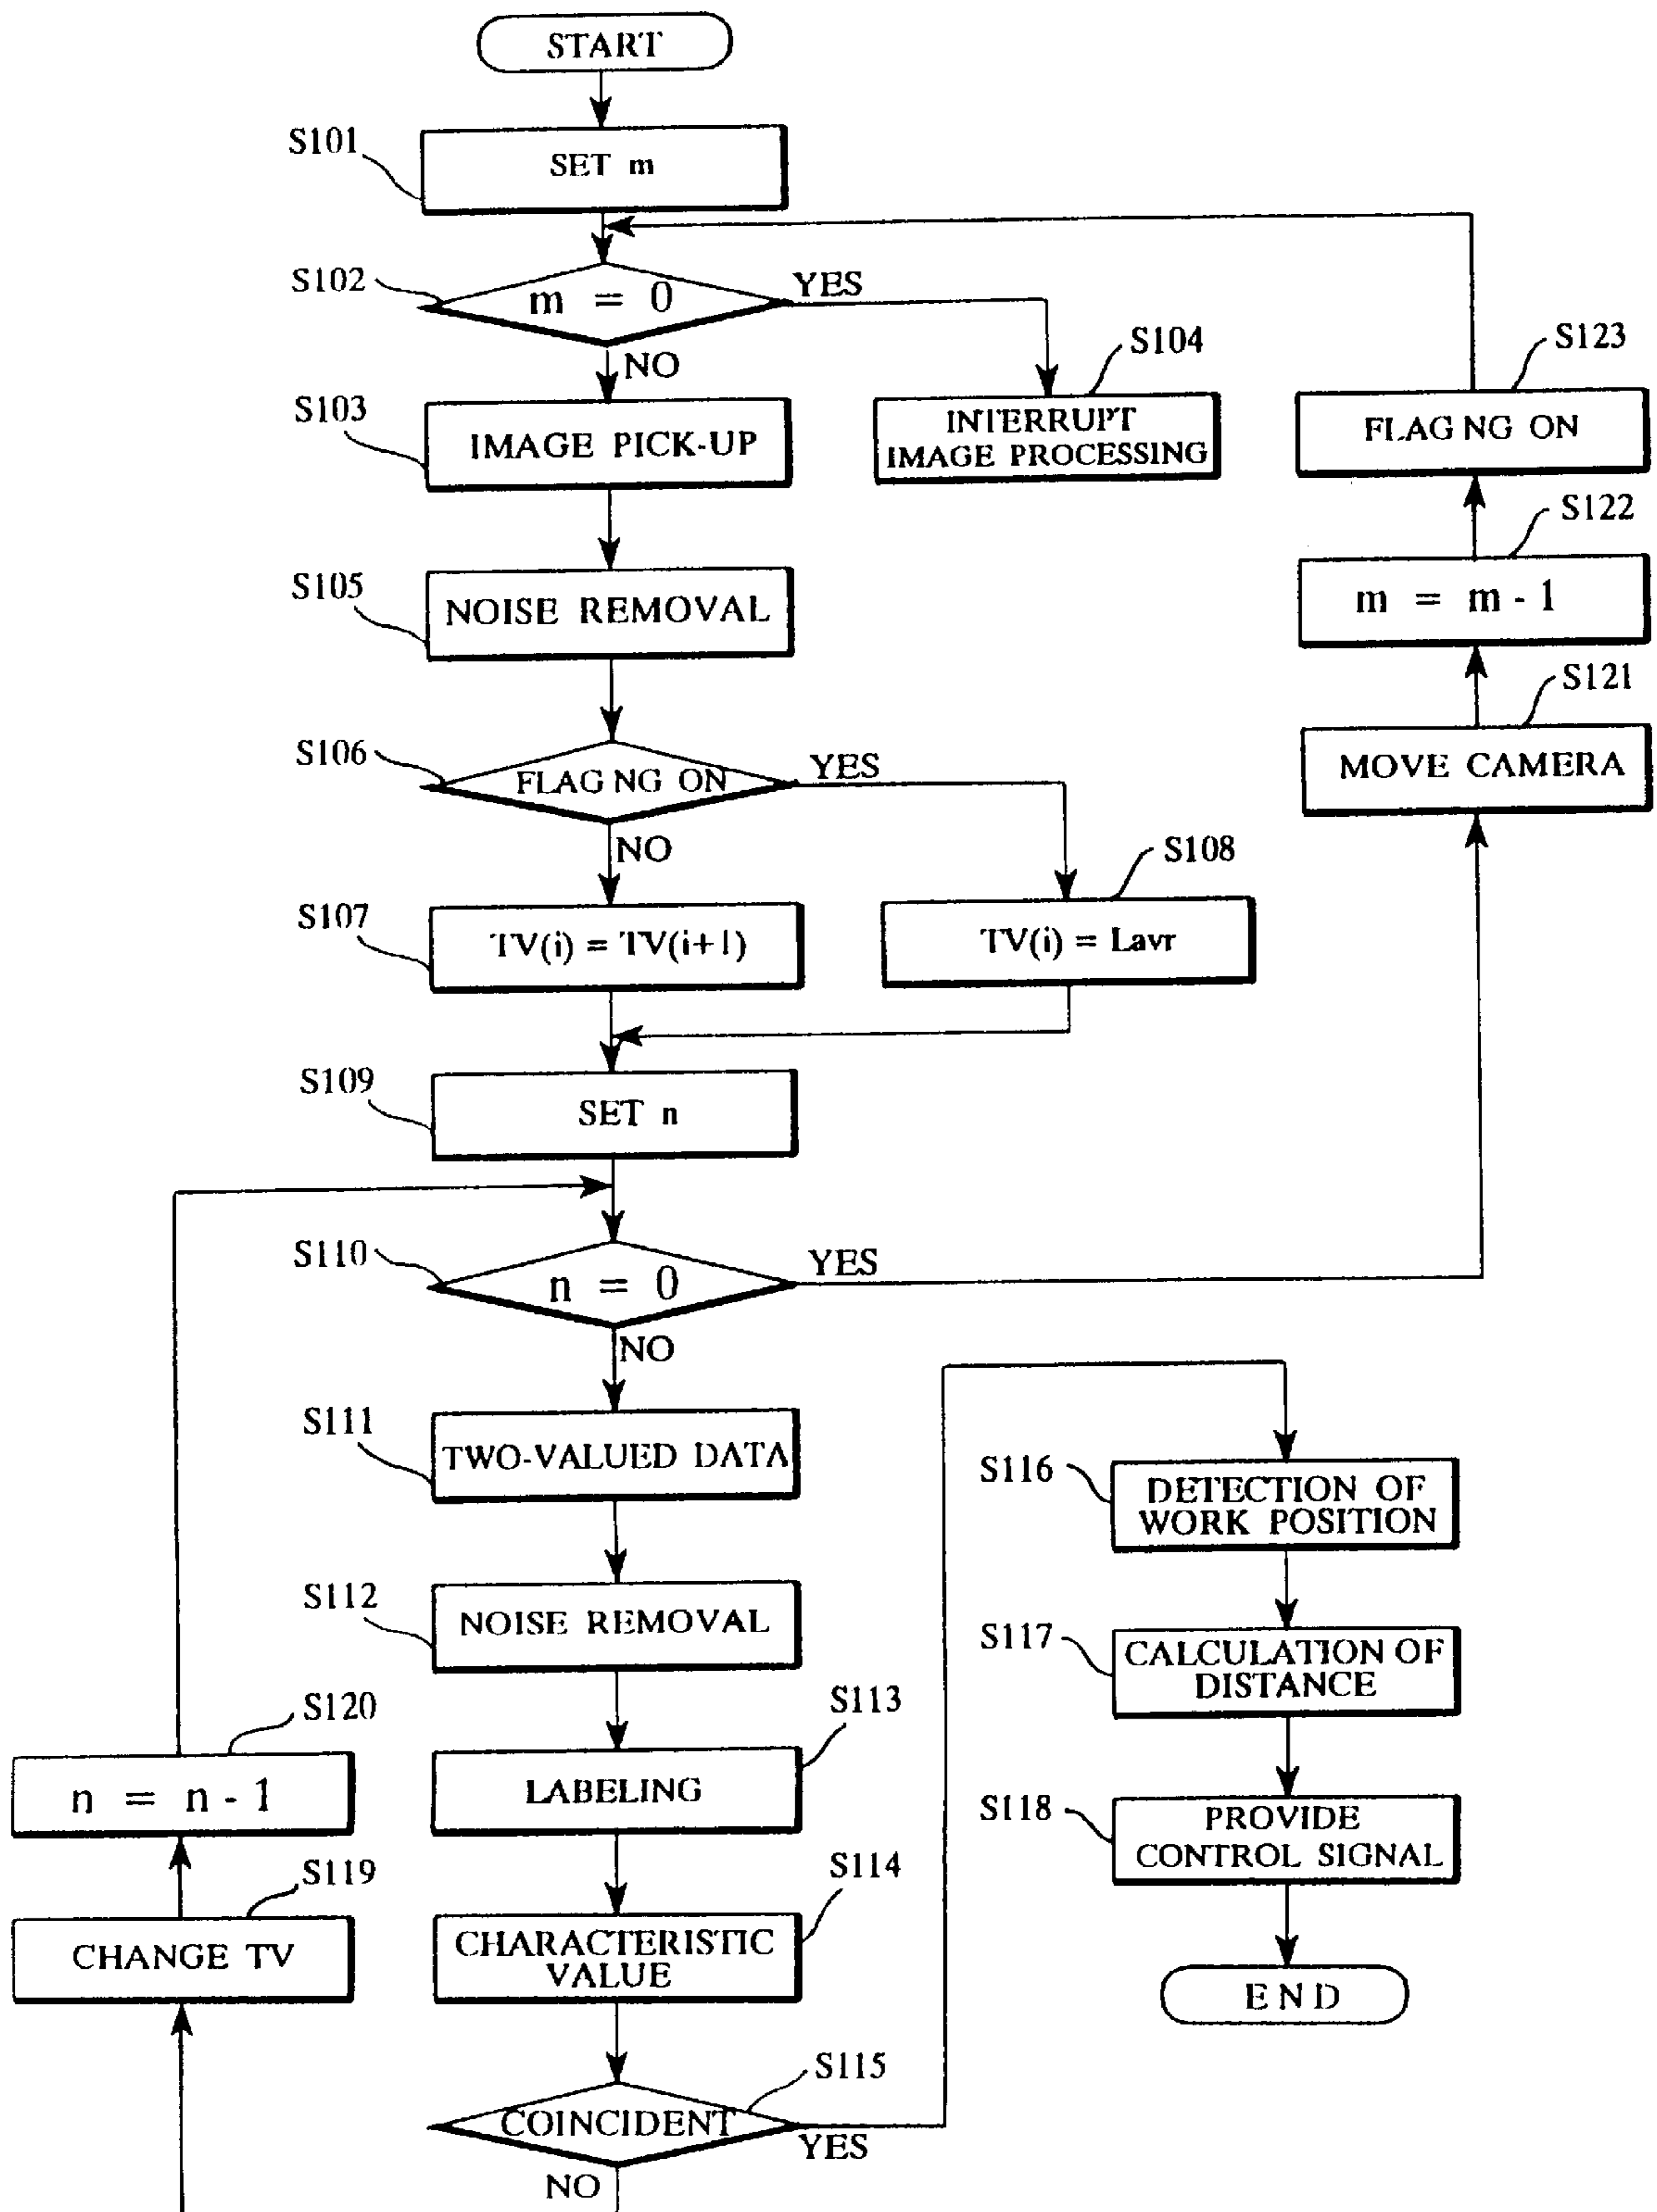 START
S101
SET m
S102
m = 0
YES
NO
S104
INTERRUPT
IMAGE PROCESSING
S123
FLAG NG ON
S103
IMAGE PICK-UP
S122
m = m - 1
S105
NOISE REMOVAL
S121
MOVE CAMERA
S106
FLAG NG ON
YES
NO
S108
TV(i) = Lavr
S107
TV(i) = TV(i+1)
S109
SET n
S110
n = 0
YES
NO
S111
TWO-VALUED DATA
S112
NOISE REMOVAL
S113
LABELING
S114
CHARACTERISTIC
VALUE
S115
COINCIDENT
YES
NO
S116
DETECTION OF
WORK POSITION
S117
CALCULATION OF
DISTANCE
S118
PROVIDE
CONTROL SIGNAL
END
S120
n = n - 1
S119
CHANGE TV